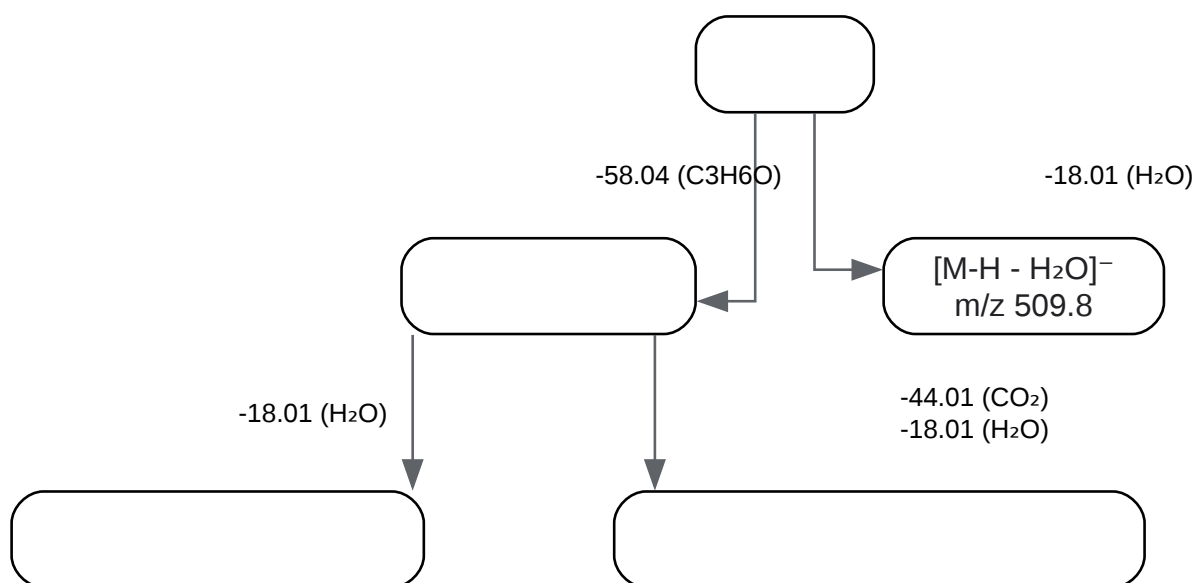 -58.04 (C3H6O)
-18.01 (H₂O)
[M-H - H₂O]⁻
m/z 509.8
-18.01 (H₂O)
-44.01 (CO₂)
-18.01 (H₂O)